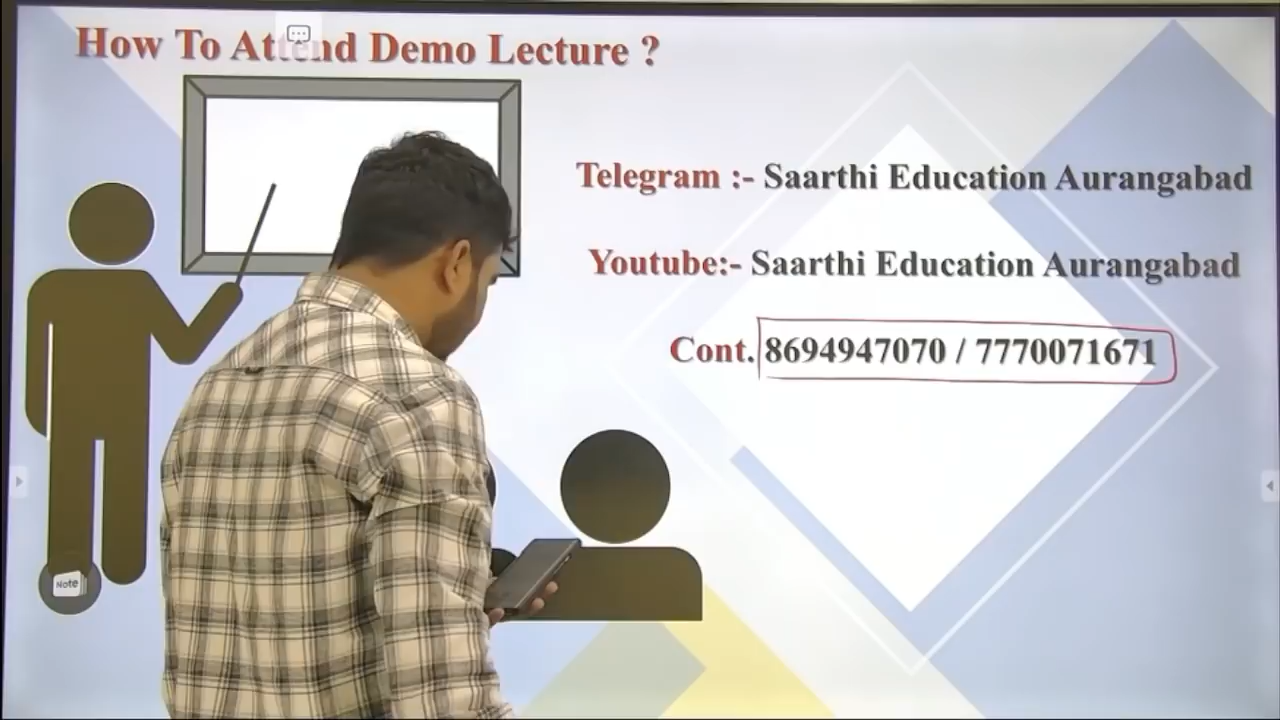 How To Attend Demo Lecture ?
Telegram :- Saarthi Education Aurangabad
Youtube:- Saarthi Education Aurangabad
Cont. 8694947070 / 7770071671
Note